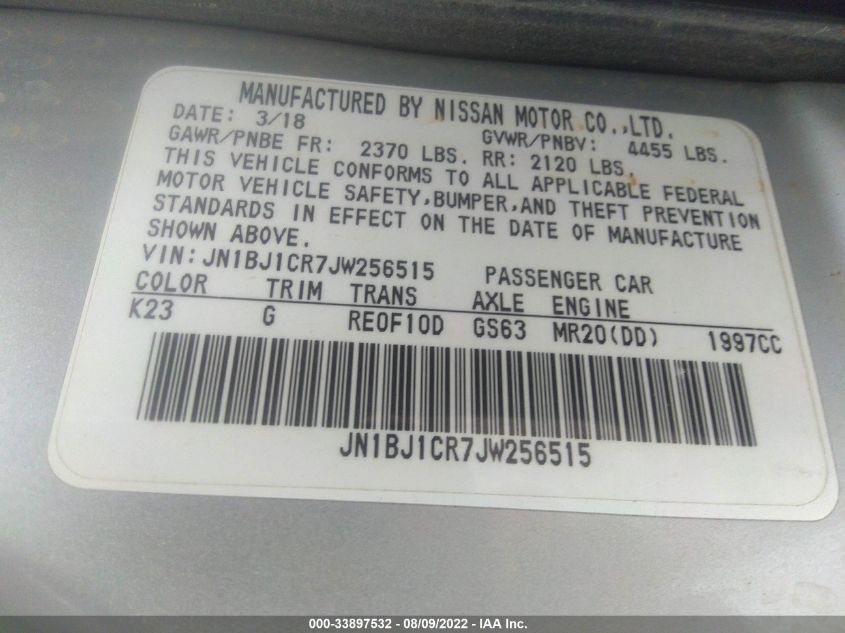 MANUFACTURED BY NISSAN MOTOR CO.,LTD.
DATE: 3/18 GVWR/PNBV: 4455 LBS.
GAWR/PNBE FR: 2370 LBS. RR: 2120 LBS.
THIS VEHICLE CONFORMS TO ALL APPLICABLE FEDERAL
MOTOR VEHICLE SAFETY,BUMPER,AND THEFT PREVENTION
STANDARDS IN EFFECT ON THE DATE OF MANUFACTURE
SHOWN ABOVE.
VIN: JN1BJ1CR7JW256515 PASSENGER CAR
COLOR TRIM TRANS AXLE ENGINE
K23 G RE0F10D GS63 MR20(DD) 1997CC
JN1BJ1CR7JW256515
000-33897532 - 08/09/2022 - IAA Inc.